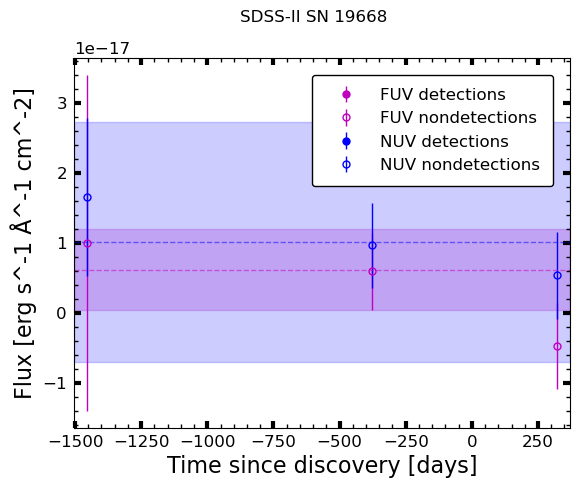 SDSS-II SN 19668
1e−17
FUV detections
FUV nondetections
NUV detections
NUV nondetections
3
2
1
0
−1
Flux [erg s^-1 Å^-1 cm^-2]
−1500 −1250 −1000 −750 −500 −250 0 250
Time since discovery [days]